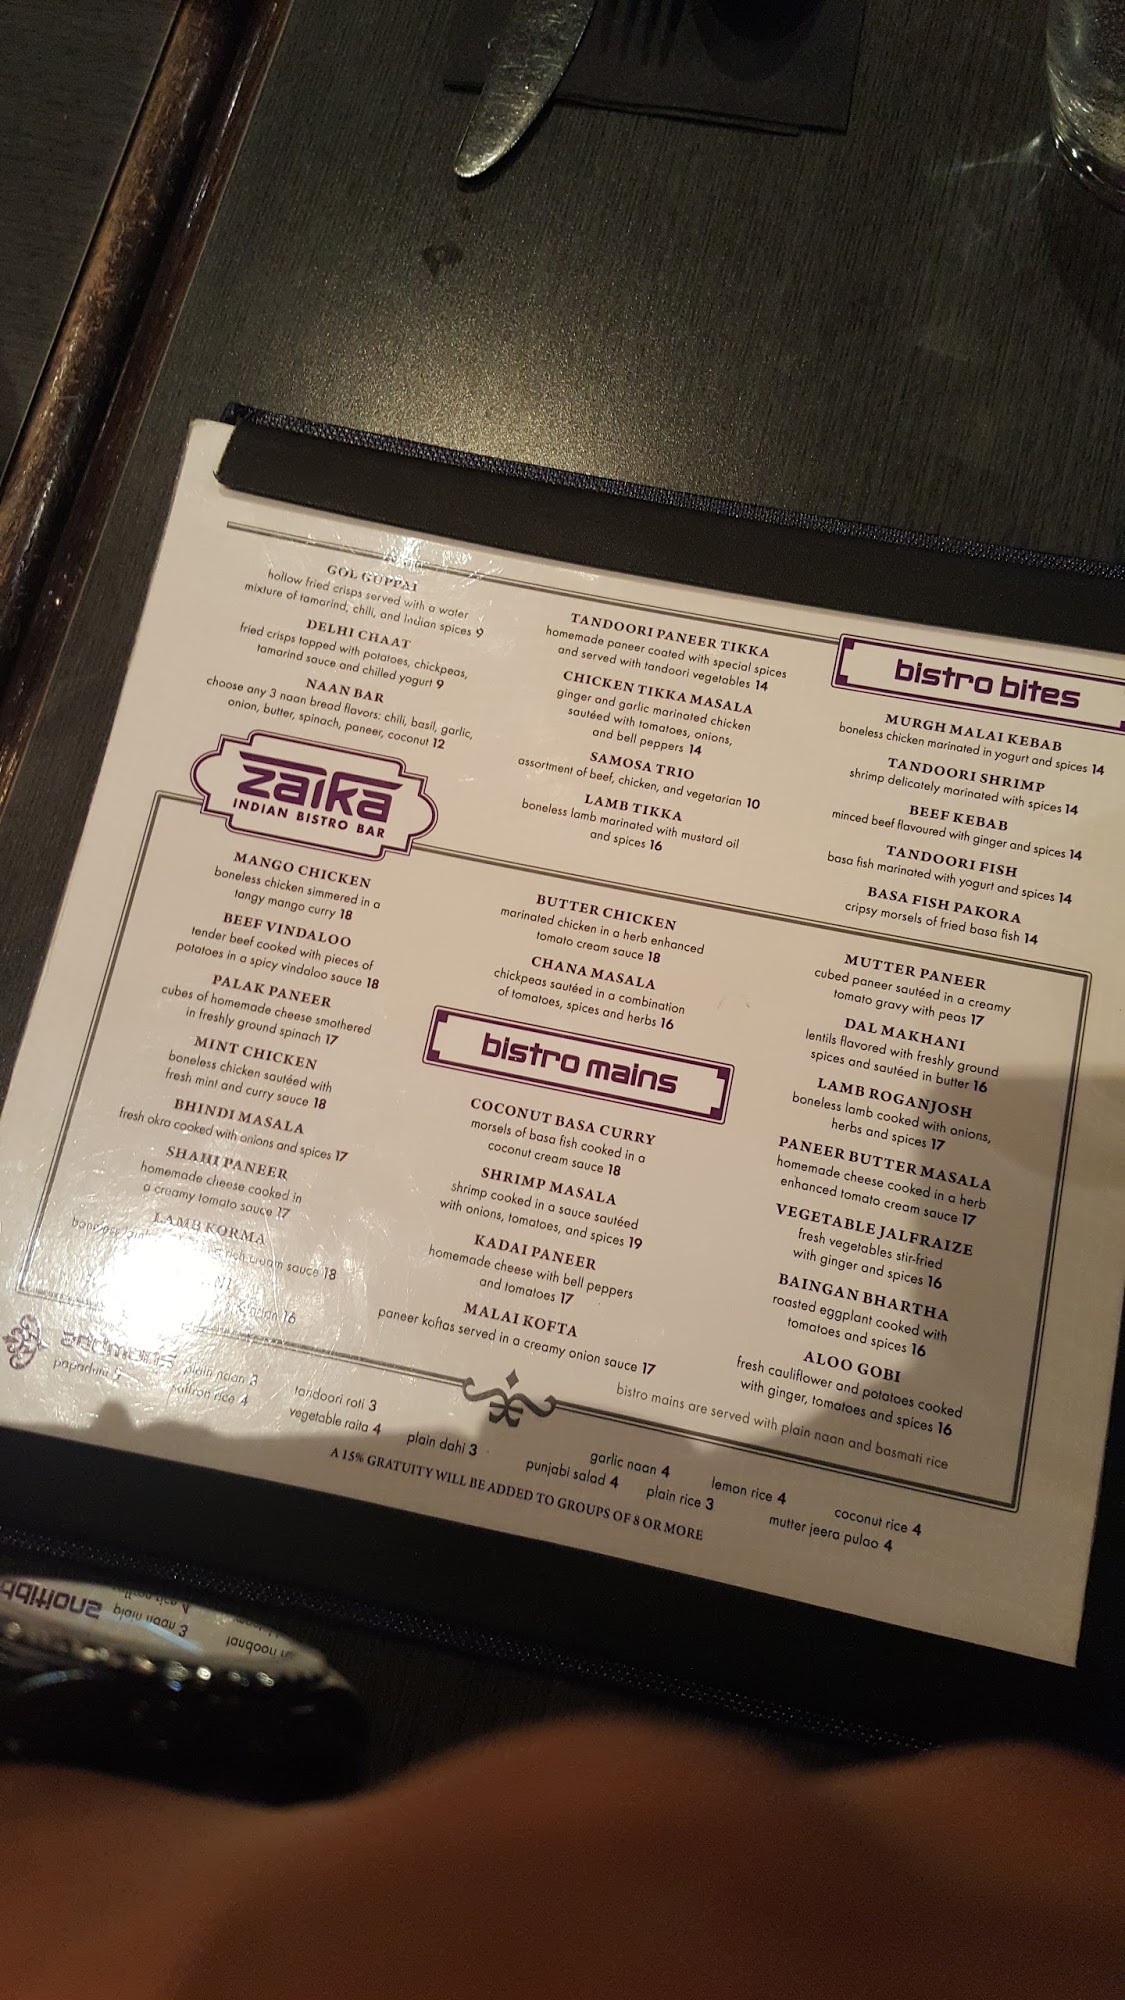 GOL GUPPAI
hollow fried crisps served with a water
mixture of tamarind, chili, and Indian spices 9
DELHI CHAAT
fried crisps topped with potatoes, chickpeas,
tamarind sauce and chilled yogurt 9
NAAN BAR
choose any 3 naan bread flavors: chili, basil, garlic,
onion, butter, spinach, paneer, coconut 12
TANDOORI PANEER TIKKA
homemade paneer coated with special spices
and served with tandoori vegetables 14
CHICKEN TIKKA MASALA
ginger and garlic marinated chicken
sautéed with tomatoes, onions,
and bell peppers 14
SAMOSA TRIO
assortment of beef, chicken, and vegetarian 10
LAMB TIKKA
boneless lamb marinated with mustard oil
and spices 16
bistro bites
MURGH MALAI KEBAB
boneless chicken marinated in yogurt and spices 14
TANDOORI SHRIMP
shrimp delicately marinated with spices 14
BEEF KEBAB
minced beef flavoured with ginger and spices 14
TANDOORI FISH
basa fish marinated with yogurt and spices 14
BASA FISH PAKORA
cripsy morsels of fried basa fish 14
zaika
INDIAN BISTRO BAR
MANGO CHICKEN
boneless chicken simmered in a
tangy mango curry 18
BEEF VINDALOO
tender beef cooked with pieces of
potatoes in a spicy vindaloo sauce 18
PALAK PANEER
cubes of homemade cheese smothered
in freshly ground spinach 17
MINT CHICKEN
boneless chicken sautéed with
fresh mint and curry sauce 18
BHINDI MASALA
fresh okra cooked with onions and spices 17
SHAHI PANEER
homemade cheese cooked in
a creamy tomato sauce 17
LAMB KORMA
boneless rich cream sauce 18
16
BUTTER CHICKEN
marinated chicken in a herb enhanced
tomato cream sauce 18
CHANA MASALA
chickpeas sautéed in a combination
of tomatoes, spices and herbs 16
bistro mains
COCONUT BASA CURRY
morsels of basa fish cooked in a
coconut cream sauce 18
SHRIMP MASALA
shrimp cooked in a sauce sautéed
with onions, tomatoes, and spices 19
KADAI PANEER
homemade cheese with bell peppers
and tomatoes 17
MALAI KOFTA
paneer koftas served in a creamy onion sauce 17
MUTTER PANEER
cubed paneer sautéed in a creamy
tomato gravy with peas 17
DAL MAKHANI
lentils flavored with freshly ground
spices and sautéed in butter 16
LAMB ROGANJOSH
boneless lamb cooked with onions,
herbs and spices 17
PANEER BUTTER MASALA
homemade cheese cooked in a herb
enhanced tomato cream sauce 17
VEGETABLE JALFRAIZE
fresh vegetables stir-fried
with ginger and spices 16
BAINGAN BHARTHA
roasted eggplant cooked with
tomatoes and spices 16
ALOO GOBI
fresh cauliflower and potatoes cooked
with ginger, tomatoes and spices 16
bistro mains are served with plain naan and basmati rice
additions
papadum 3
plain naan 3
saffron rice 4
tandoori roti 3
vegetable raita 4
plain dahi 3
punjabi salad 4
garlic naan 4
plain rice 3
lemon rice 4
mutter jeera pulao 4
coconut rice 4
A 15% GRATUITY WILL BE ADDED TO GROUPS OF 8 OR MORE